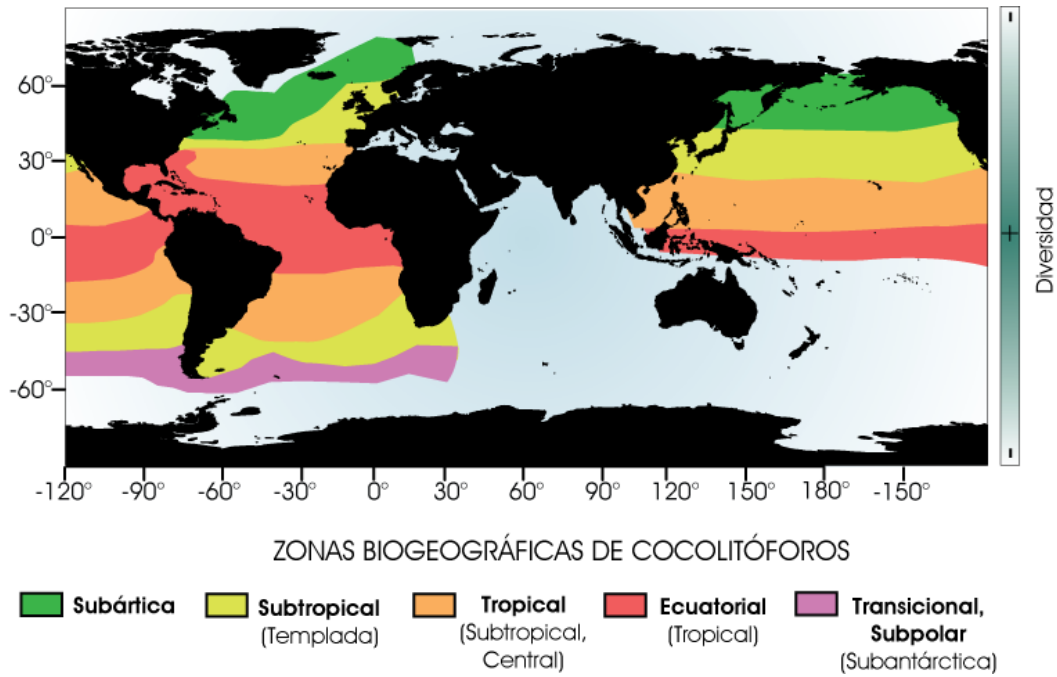 60°
30°
0°
-30°
-60°
-120° -90° -60° -30° 0° 30° 60° 90° 120° 150° 180° -150°
-
+
-
Diversidad
ZONAS BIOGEOGRÁFICAS DE COCOLITÓFOROS
Subártica
Subtropical
(Templada)
Tropical
(Subtropical,
Central)
Ecuatorial
(Tropical)
Transicional,
Subpolar
(Subantárctica)